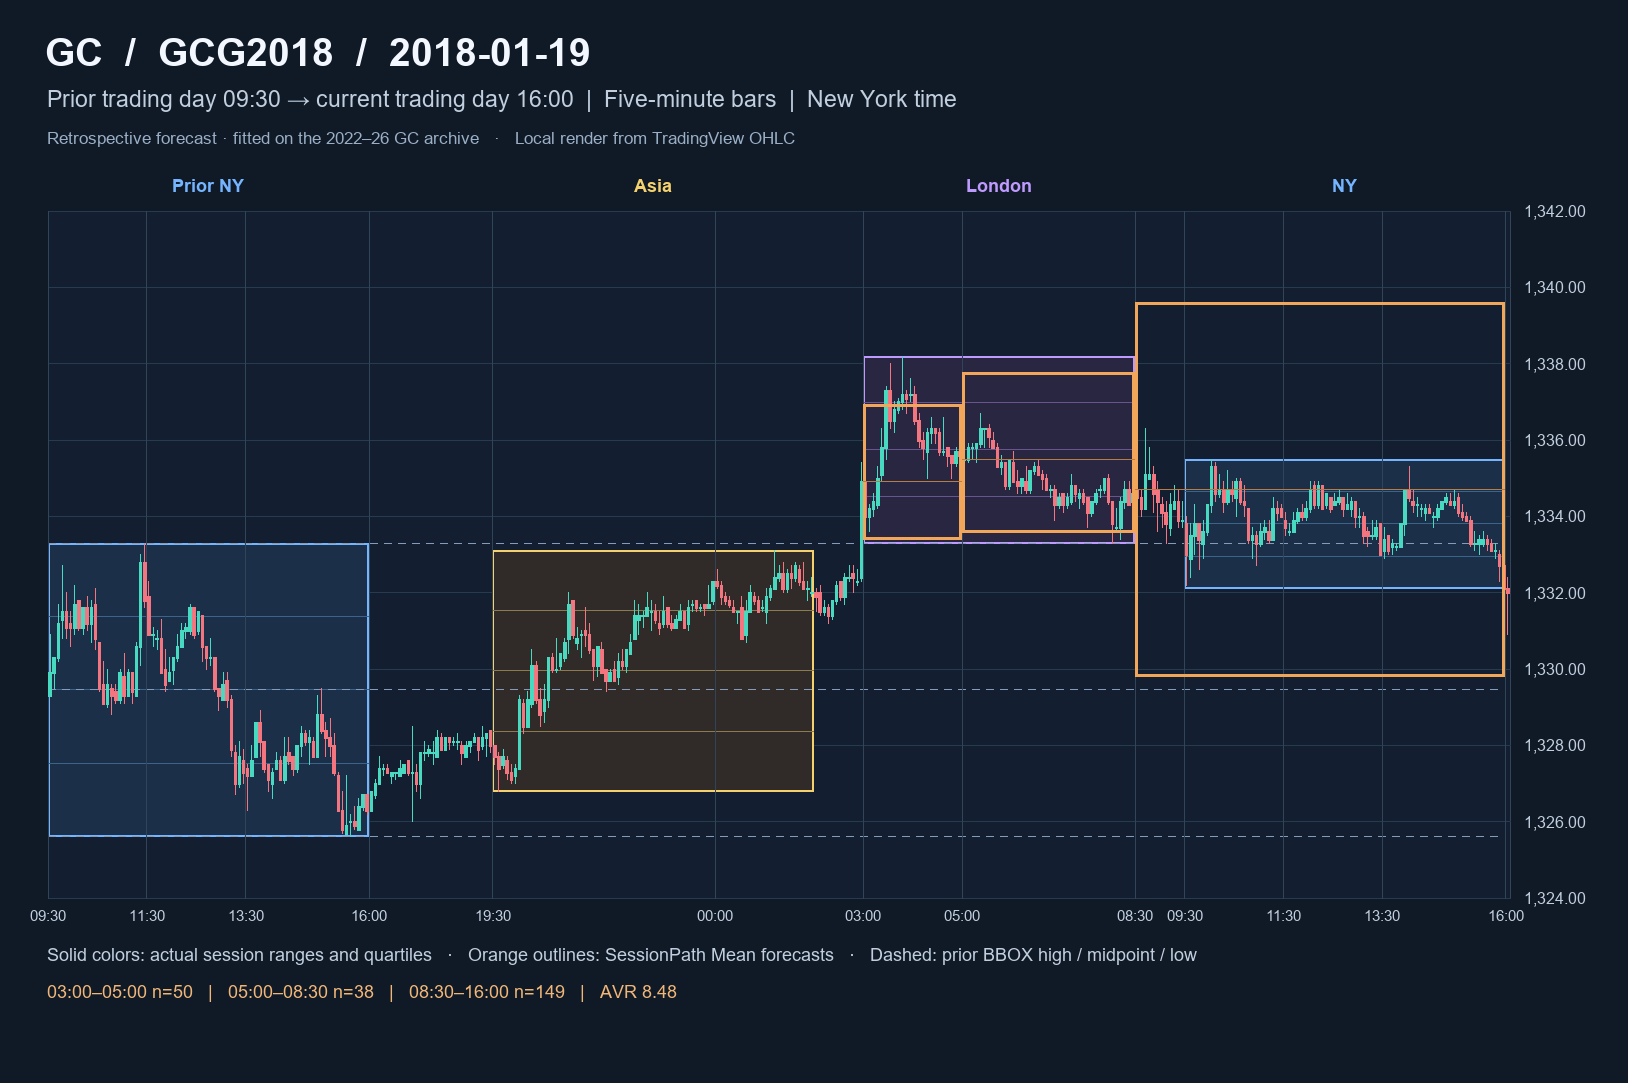 GC / GCG2018 / 2018-01-19
Prior trading day 09:30 → current trading day 16:00 | Five-minute bars | New York time
Retrospective forecast · fitted on the 2022–26 GC archive · Local render from TradingView OHLC
Prior NY Asia London NY
1,342.00
1,340.00
1,338.00
1,336.00
1,334.00
1,332.00
1,330.00
1,328.00
1,326.00
1,324.00
09:30 11:30 13:30 16:00 19:30 00:00 03:00 05:00 08:30 09:30 11:30 13:30 16:00
Solid colors: actual session ranges and quartiles · Orange outlines: SessionPath Mean forecasts · Dashed: prior BBOX high / midpoint / low
03:00–05:00 n=50 | 05:00–08:30 n=38 | 08:30–16:00 n=149 | AVR 8.48